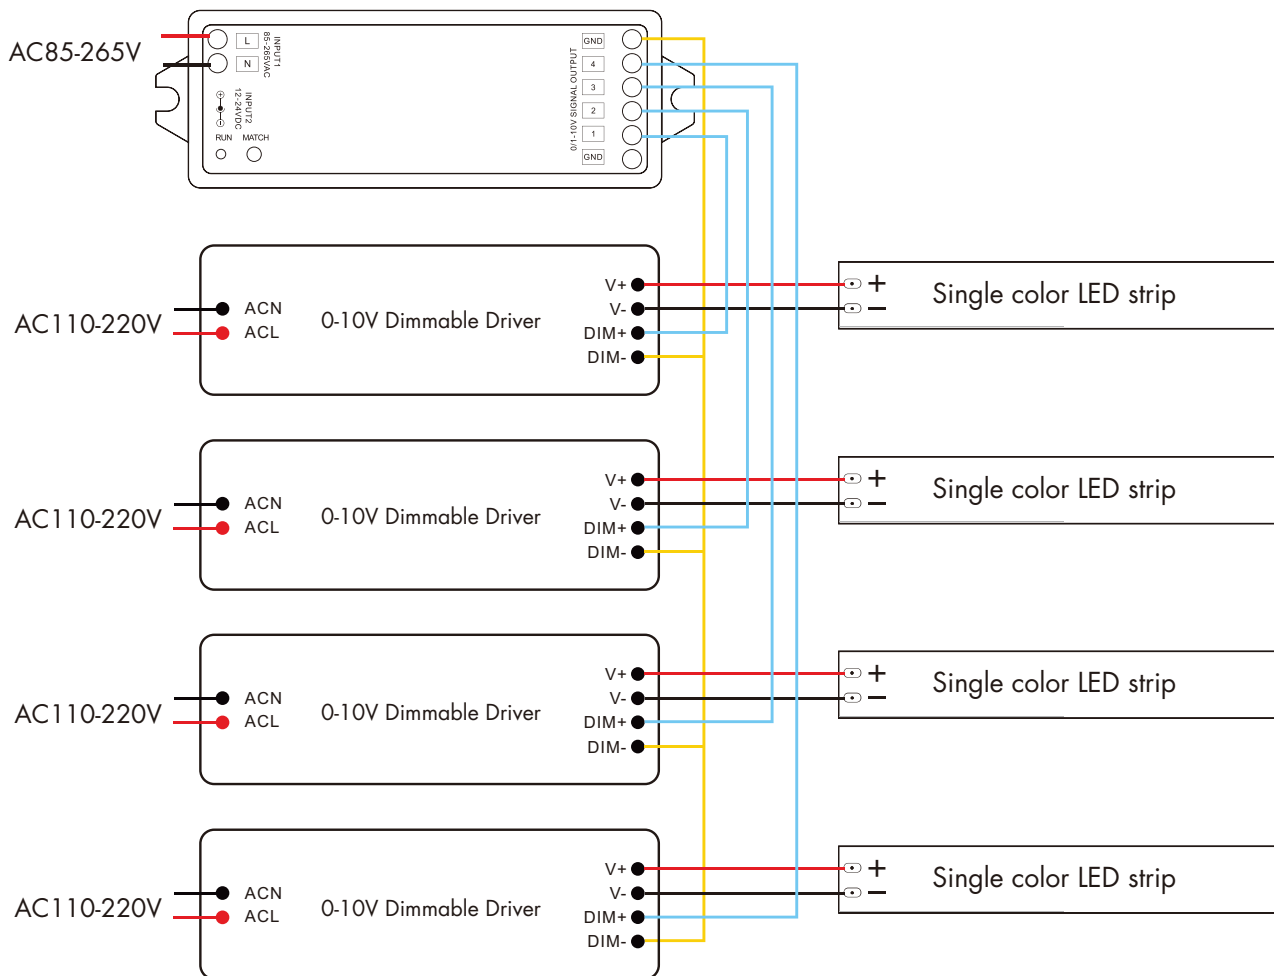 AC85-265V
L
N
INPUT1
85-265VAC
INPUT2
12-24VDC
RUN MATCH
0/1-10V SIGNAL OUTPUT
GND
4
3
2
1
GND
AC110-220V
ACN
ACL
0-10V Dimmable Driver
V+
V-
DIM+
DIM-
+
−
Single color LED strip
AC110-220V
ACN
ACL
0-10V Dimmable Driver
V+
V-
DIM+
DIM-
+
−
Single color LED strip
AC110-220V
ACN
ACL
0-10V Dimmable Driver
V+
V-
DIM+
DIM-
+
−
Single color LED strip
AC110-220V
ACN
ACL
0-10V Dimmable Driver
V+
V-
DIM+
DIM-
+
−
Single color LED strip